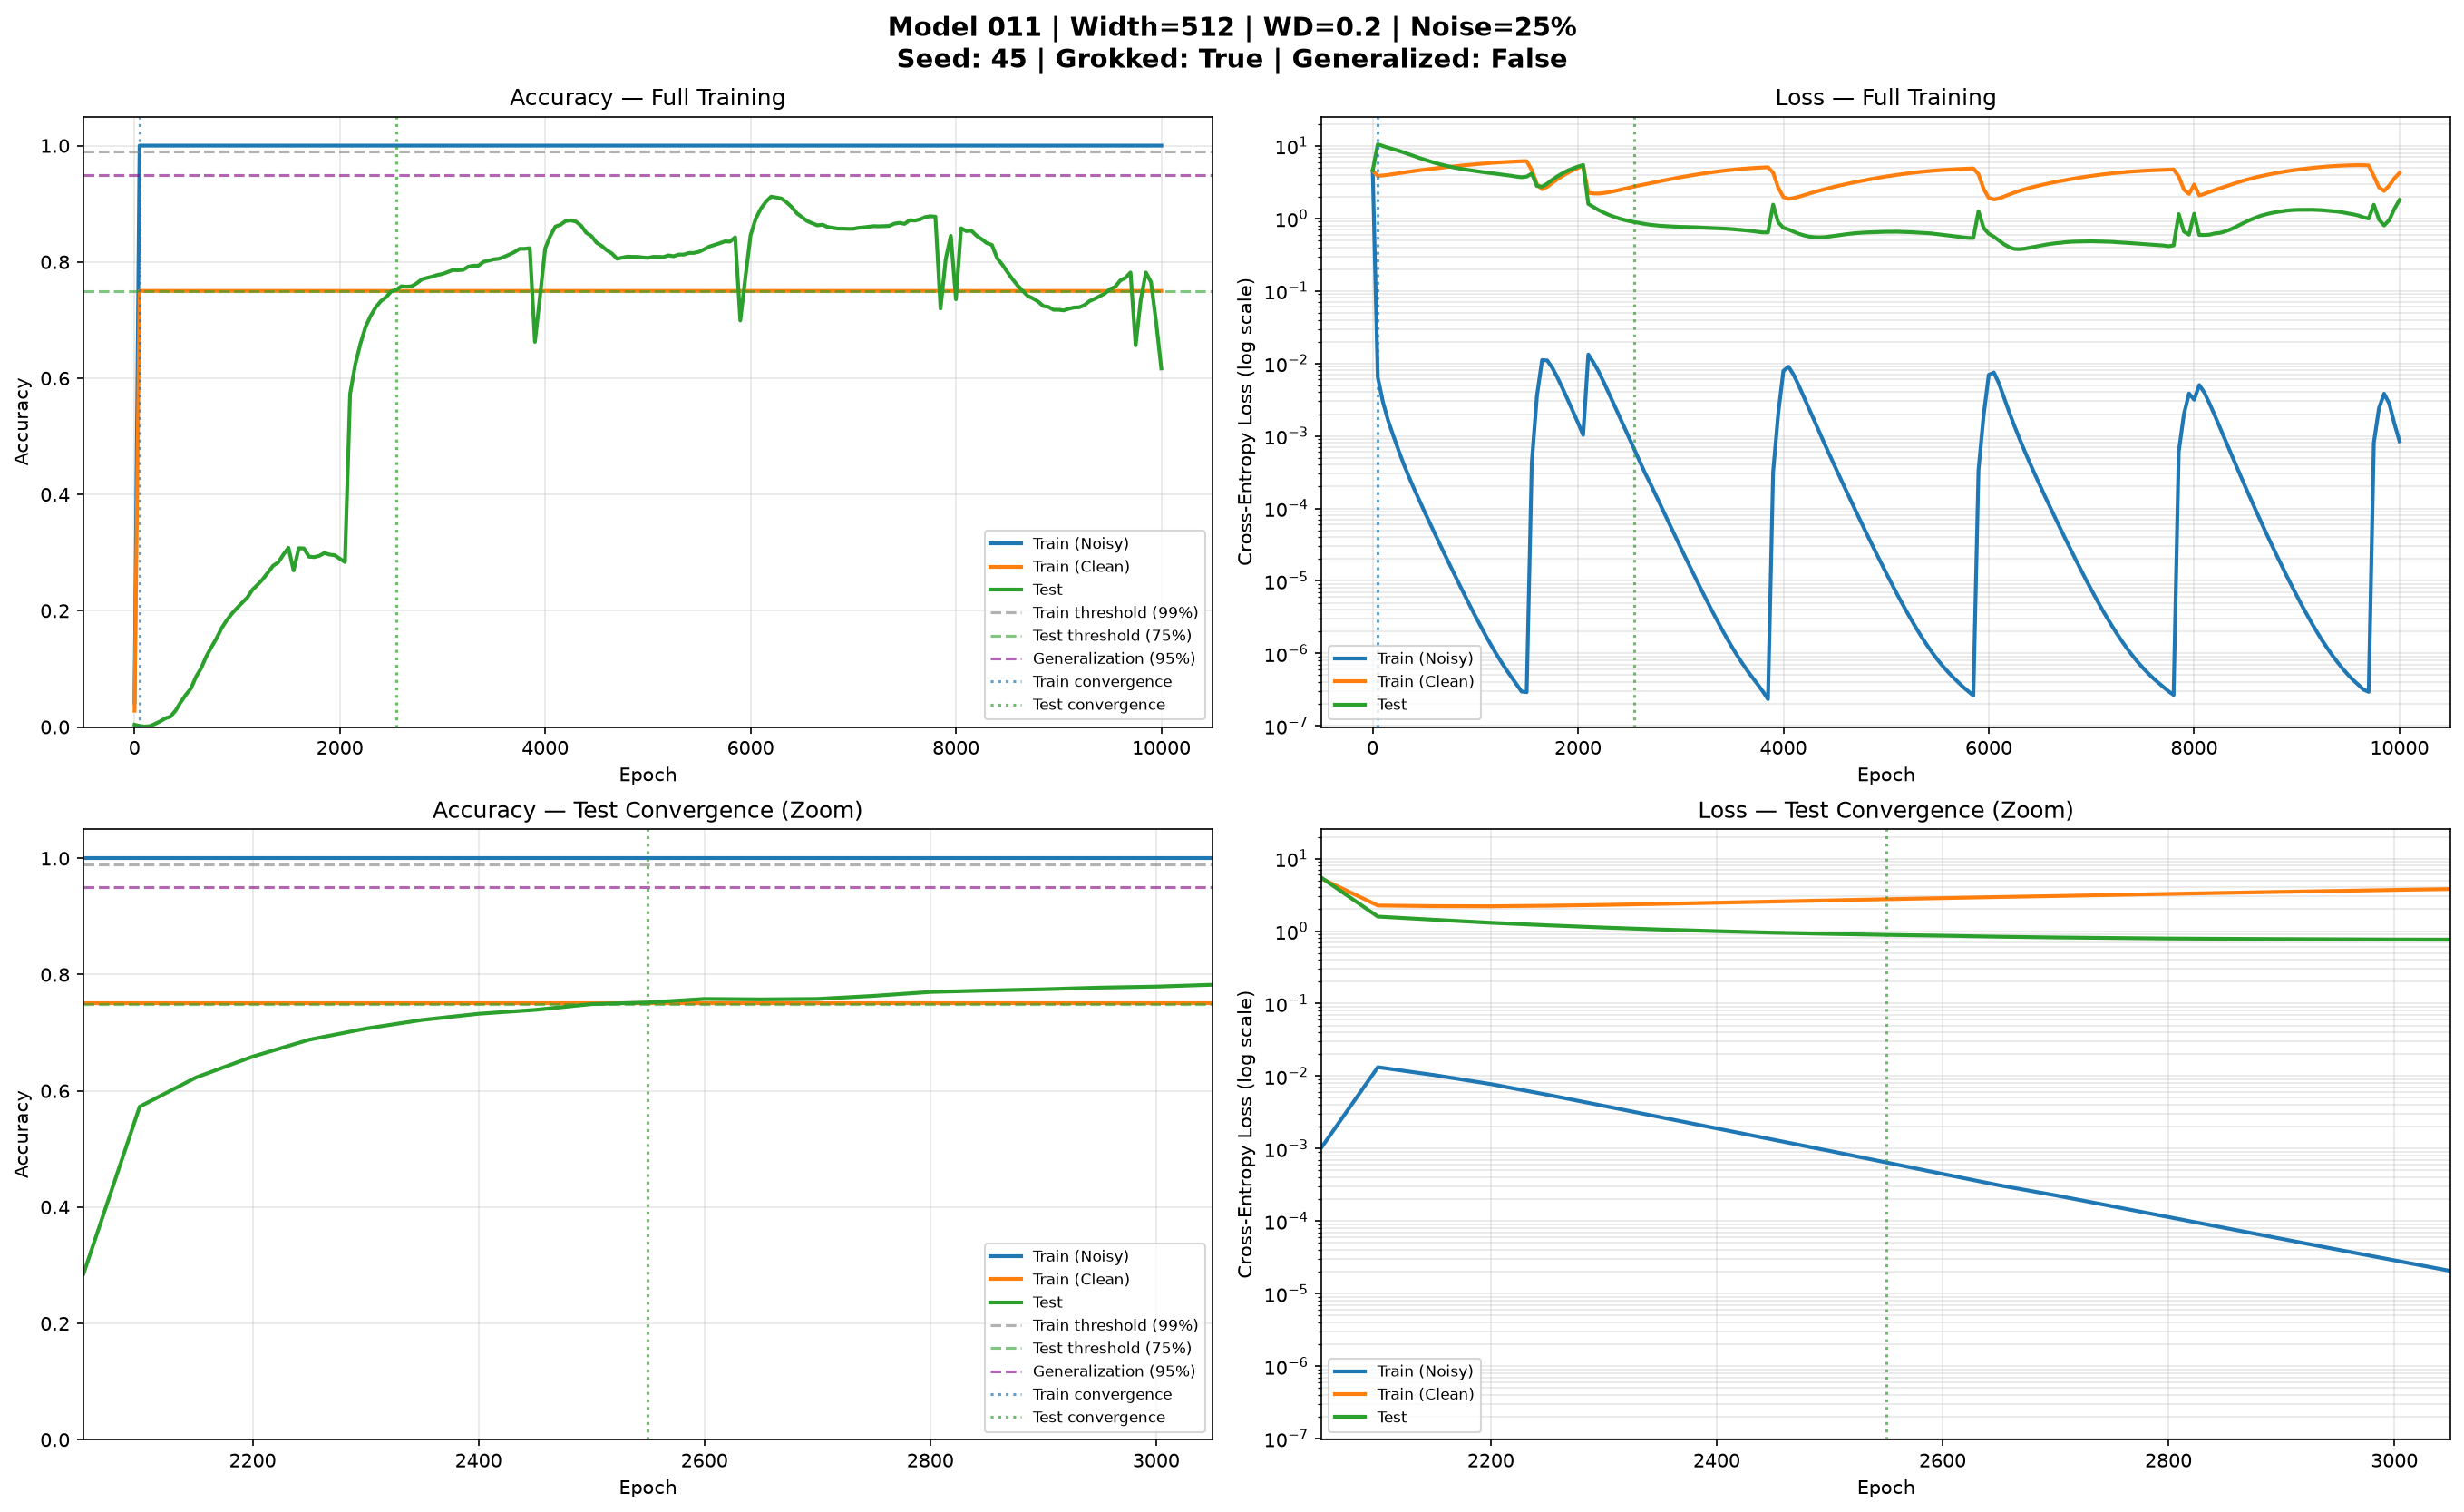 Model 011 | Width=512 | WD=0.2 | Noise=25%
Seed: 45 | Grokked: True | Generalized: False
Accuracy — Full Training
Accuracy
1.0
0.8
0.6
0.4
0.2
0.0
0 2000 4000 6000 8000 10000
Epoch
Train (Noisy)
Train (Clean)
Test
Train threshold (99%)
Test threshold (75%)
Generalization (95%)
Train convergence
Test convergence
Loss — Full Training
Cross-Entropy Loss (log scale)
10¹
10⁰
10⁻¹
10⁻²
10⁻³
10⁻⁴
10⁻⁵
10⁻⁶
10⁻⁷
0 2000 4000 6000 8000 10000
Epoch
Train (Noisy)
Train (Clean)
Test
Accuracy — Test Convergence (Zoom)
Accuracy
1.0
0.8
0.6
0.4
0.2
0.0
2200 2400 2600 2800 3000
Epoch
Train (Noisy)
Train (Clean)
Test
Train threshold (99%)
Test threshold (75%)
Generalization (95%)
Train convergence
Test convergence
Loss — Test Convergence (Zoom)
Cross-Entropy Loss (log scale)
10¹
10⁰
10⁻¹
10⁻²
10⁻³
10⁻⁴
10⁻⁵
10⁻⁶
10⁻⁷
2200 2400 2600 2800 3000
Epoch
Train (Noisy)
Train (Clean)
Test